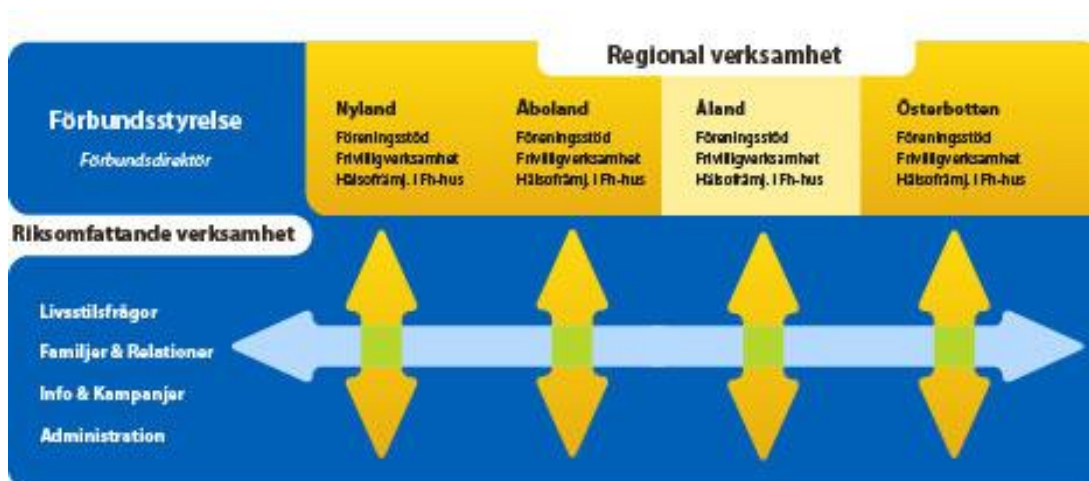 Regional verksamhet
Förbundsstyrelse
Förbundsdirektör
Nyland
Föreningsstöd
Frivilligverksamhet
Hälsofrämj. i Fh-hus
Åboland
Föreningsstöd
Frivilligverksamhet
Hälsofrämj. i Fh-hus
Åland
Föreningsstöd
Frivilligverksamhet
Hälsofrämj. i Fh-hus
Österbotten
Föreningsstöd
Frivilligverksamhet
Hälsofrämj. i Fh-hus
Riksomfattande verksamhet
Livsstilsfrågor
Familjer & Relationer
Info & Kampanjer
Administration